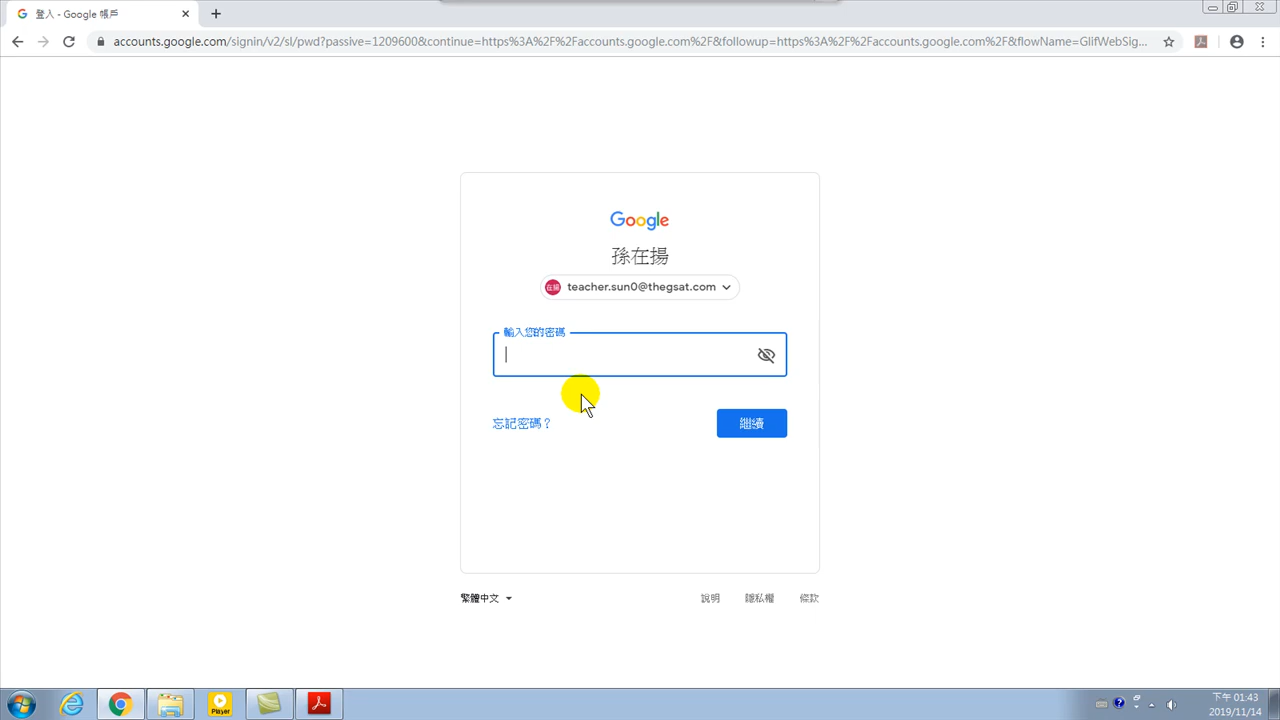 登入 - Google 帳戶
accounts.google.com/signin/v2/sl/pwd?passive=1209600&continue=https%3A%2F%2Faccounts.google.com%2F&followup=https%3A%2F%2Faccounts.google.com%2F&flowName=GlifWebSig...
Google
孫在揚
在揚 teacher.sun0@thegsat.com
輸入您的密碼
忘記密碼？
繼續
繁體中文
說明 隱私權 條款
Player
下午 01:43
2019/11/14